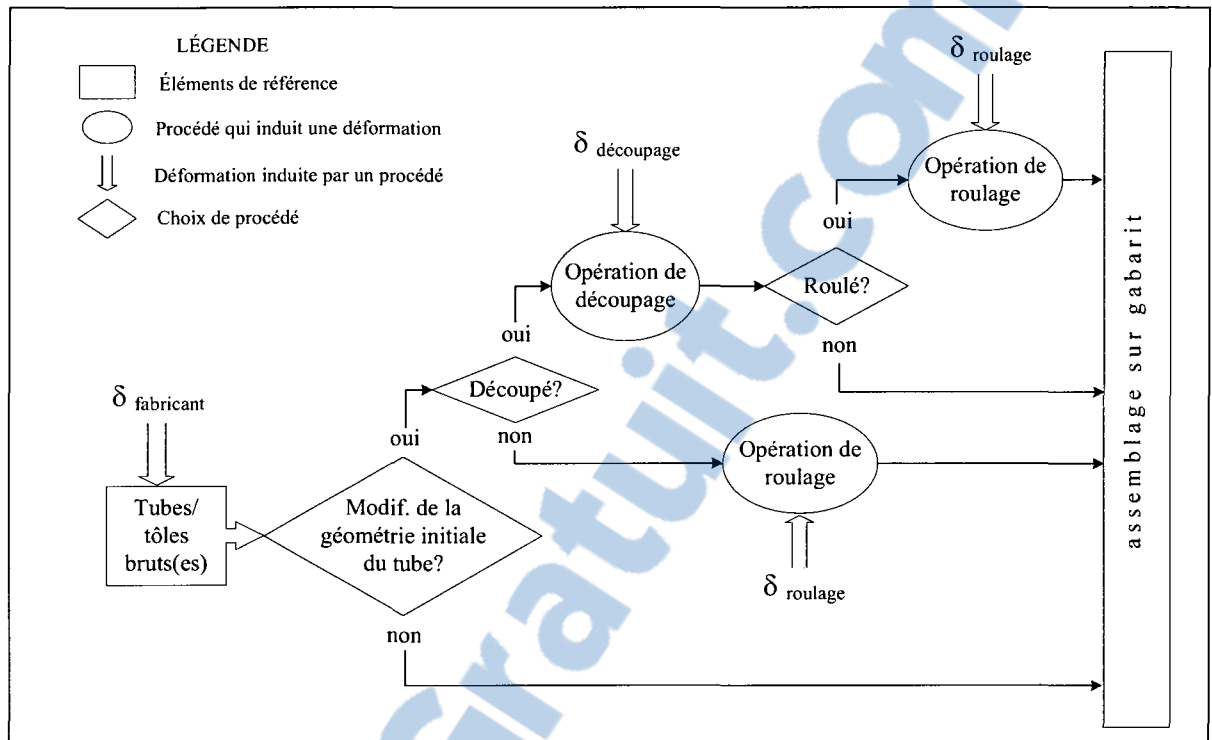 LÉGENDE
Éléments de référence
Procédé qui induit une déformation
Déformation induite par un procédé
Choix de procédé
δ roulage
δ découpage
Opération de
roulage
oui
Opération de
découpage
Roulé?
oui
non
Découpé?
δ fabricant
oui
non
Opération de
roulage
Tubes/
tôles
bruts(es)
Modif. de la
géométrie initiale
du tube?
δ roulage
non
assemblage sur gabarit
Gratuit.com